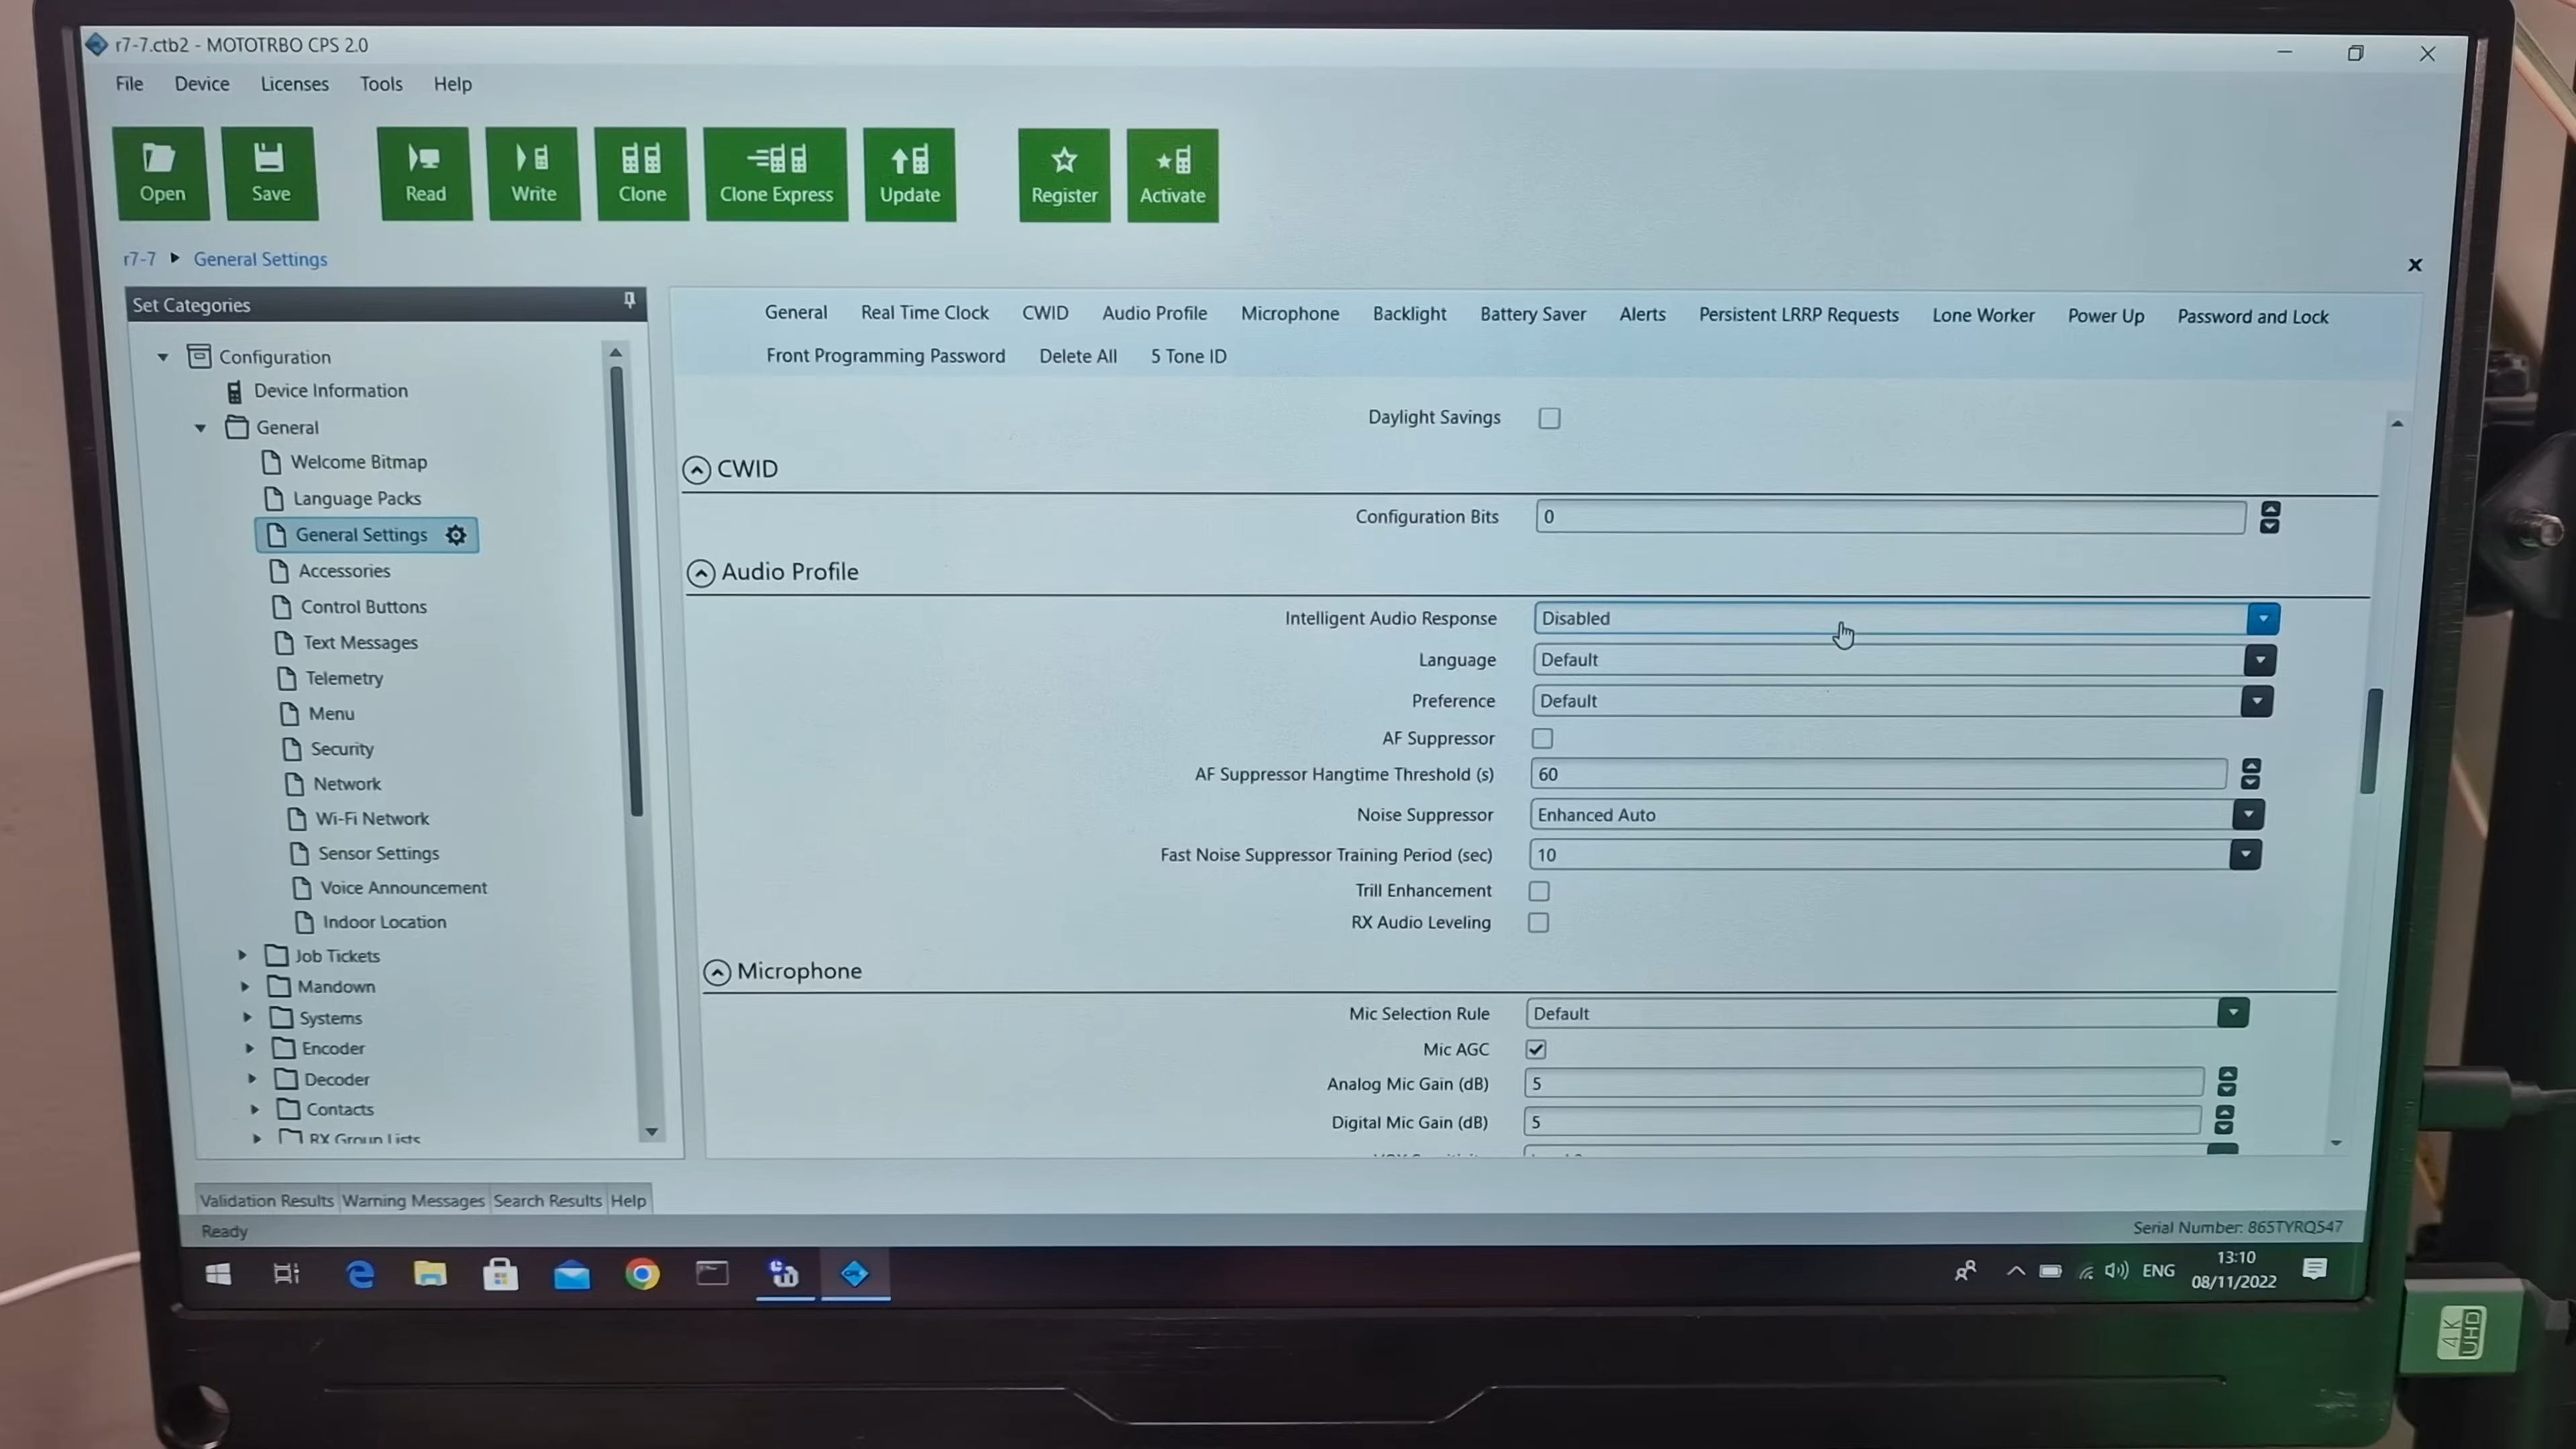 r7-7.ctb2 - MOTOTRBO CPS 2.0
File Device Licenses Tools Help
Open Save Read Write Clone Clone Express Update Register Activate
r7-7 General Settings
Set Categories
Configuration
Device Information
General
Welcome Bitmap
Language Packs
General Settings
Accessories
Control Buttons
Text Messages
Telemetry
Menu
Security
Network
Wi-Fi Network
Sensor Settings
Voice Announcement
Indoor Location
Job Tickets
Mandown
Systems
Encoder
Decoder
Contacts
RX Group Lists
General Real Time Clock CWID Audio Profile Microphone Backlight Battery Saver Alerts Persistent LRRP Requests Lone Worker Power Up Password and Lock
Front Programming Password Delete All 5 Tone ID
Daylight Savings
CWID
Configuration Bits 0
Audio Profile
Intelligent Audio Response Disabled
Language Default
Preference Default
AF Suppressor
AF Suppressor Hangtime Threshold (s) 60
Noise Suppressor Enhanced Auto
Fast Noise Suppressor Training Period (sec) 10
Trill Enhancement
RX Audio Leveling
Microphone
Mic Selection Rule Default
Mic AGC
Analog Mic Gain (dB) 5
Digital Mic Gain (dB) 5
Validation Results Warning Messages Search Results Help
Ready
Serial Number: 865TYRQ547
ENG
13:10
08/11/2022
4K
UHD